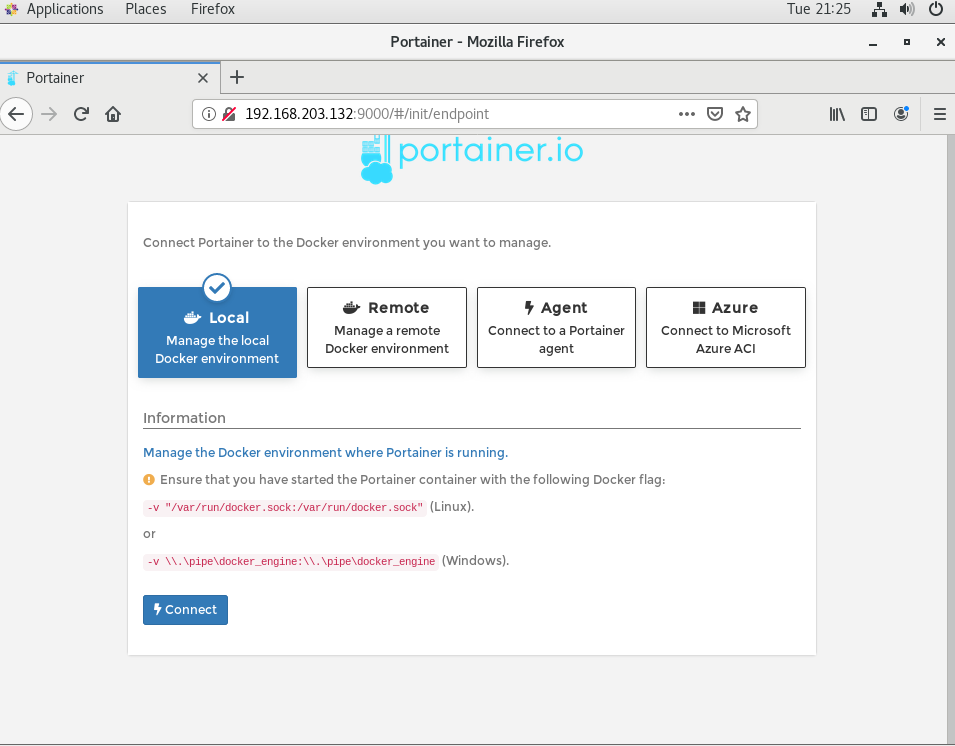 Applications Places Firefox Tue 21:25
Portainer - Mozilla Firefox
Portainer
192.168.203.132:9000/#/init/endpoint
portainer.io
Connect Portainer to the Docker environment you want to manage.
Local
Manage the local
Docker environment
Remote
Manage a remote
Docker environment
Agent
Connect to a Portainer
agent
Azure
Connect to Microsoft
Azure ACI
Information
Manage the Docker environment where Portainer is running.
Ensure that you have started the Portainer container with the following Docker flag:
-v "/var/run/docker.sock:/var/run/docker.sock" (Linux).
or
-v \\.\pipe\docker_engine:\\.\pipe\docker_engine (Windows).
Connect